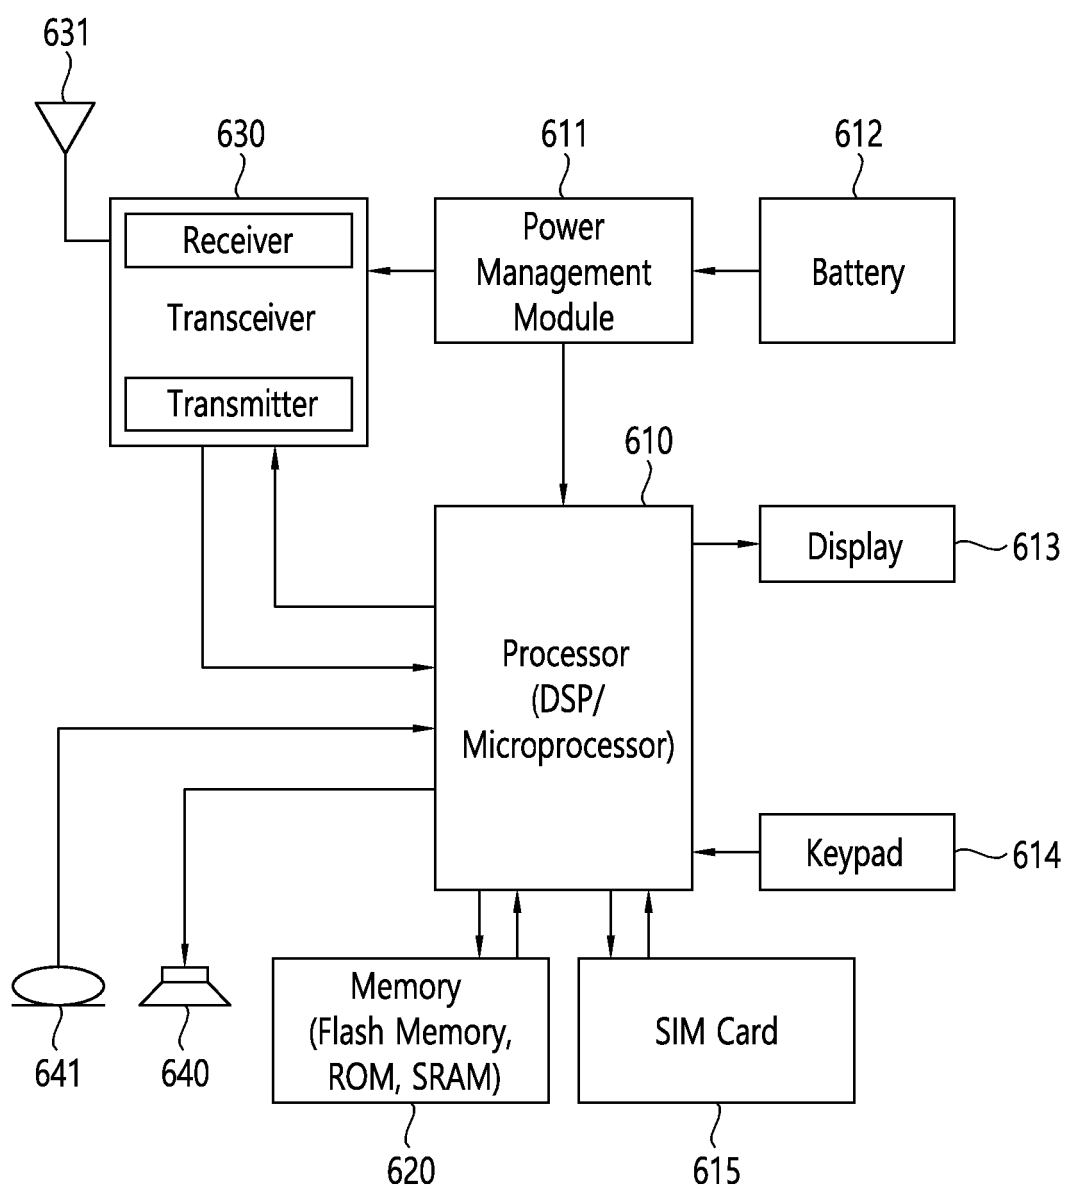 631
630
611
612
Receiver
Transceiver
Transmitter
Power
Management
Module
Battery
610
Display
613
Processor
(DSP/
Microprocessor)
Keypad
614
641
640
Memory
(Flash Memory,
ROM, SRAM)
SIM Card
620
615